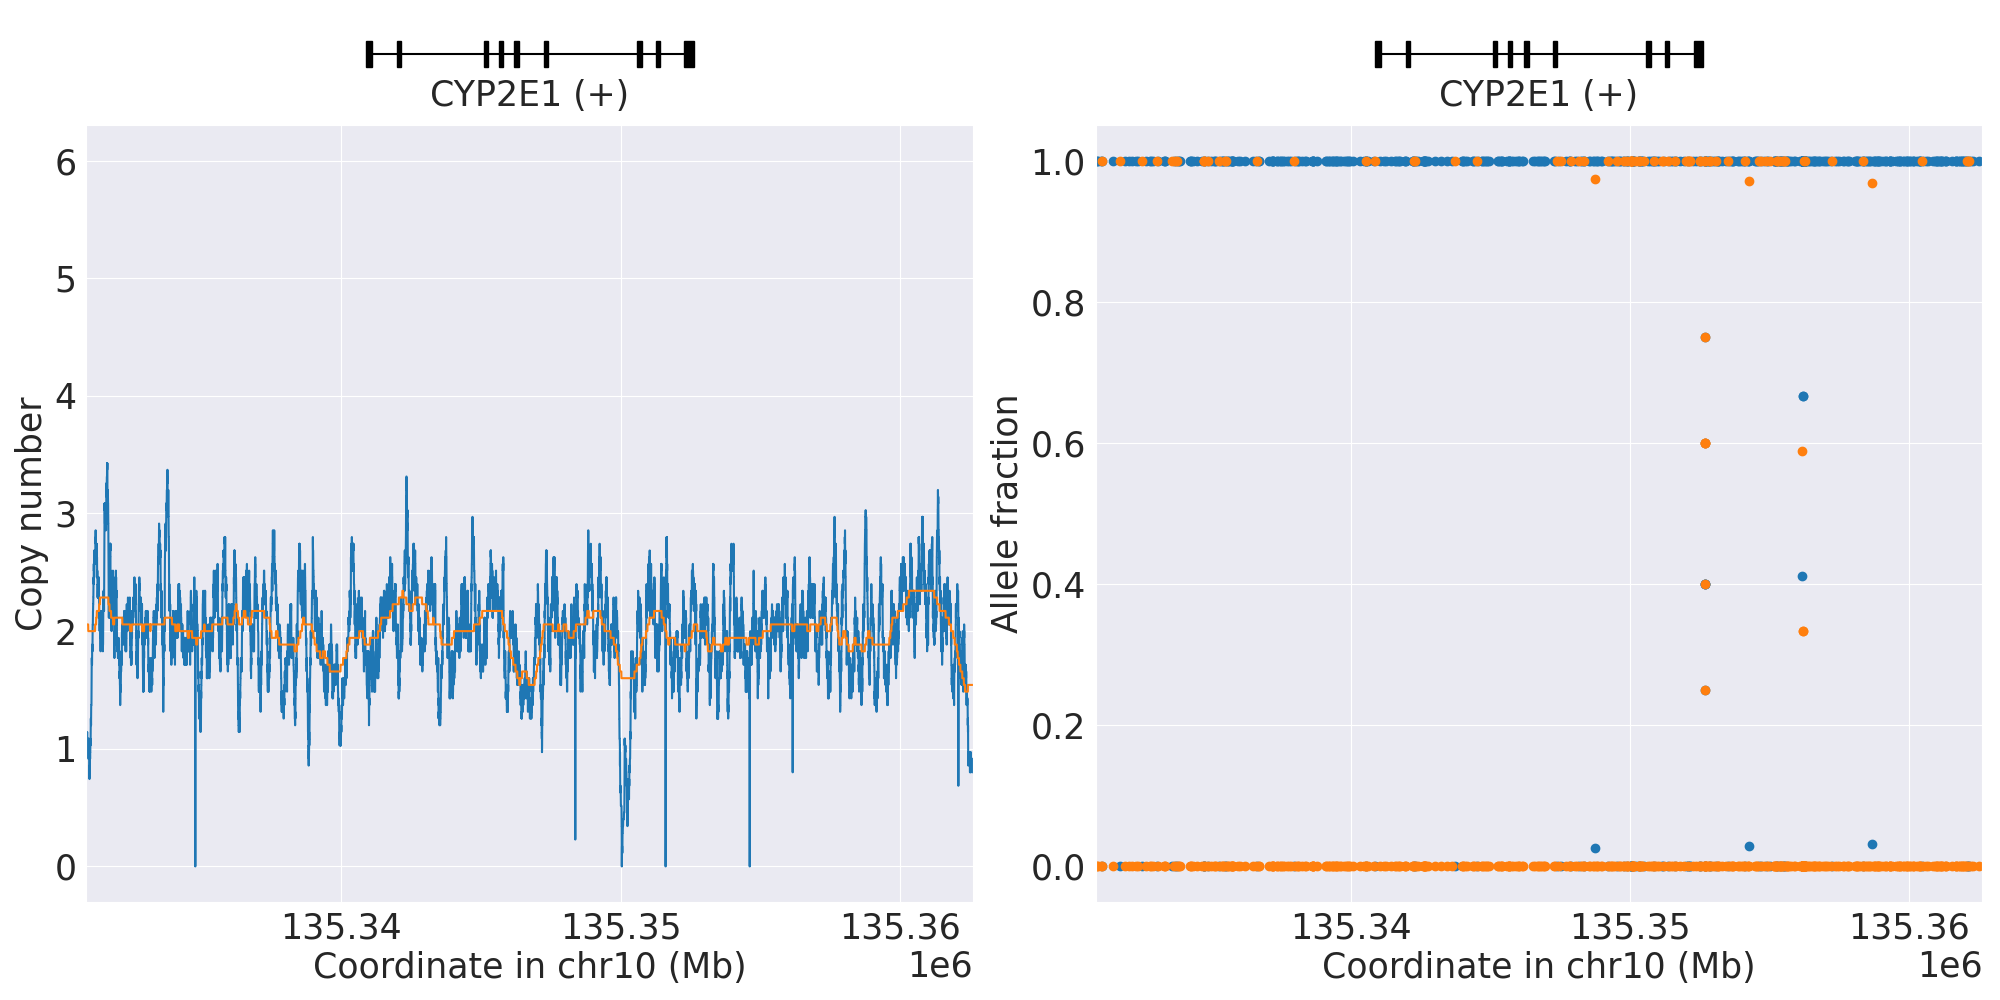 CYP2E1 (+)
6
5
4
3
2
1
0
Copy number
135.34 135.35 135.36
Coordinate in chr10 (Mb)
1e6
CYP2E1 (+)
1.0
0.8
0.6
0.4
0.2
0.0
Allele fraction
135.34 135.35 135.36
Coordinate in chr10 (Mb)
1e6